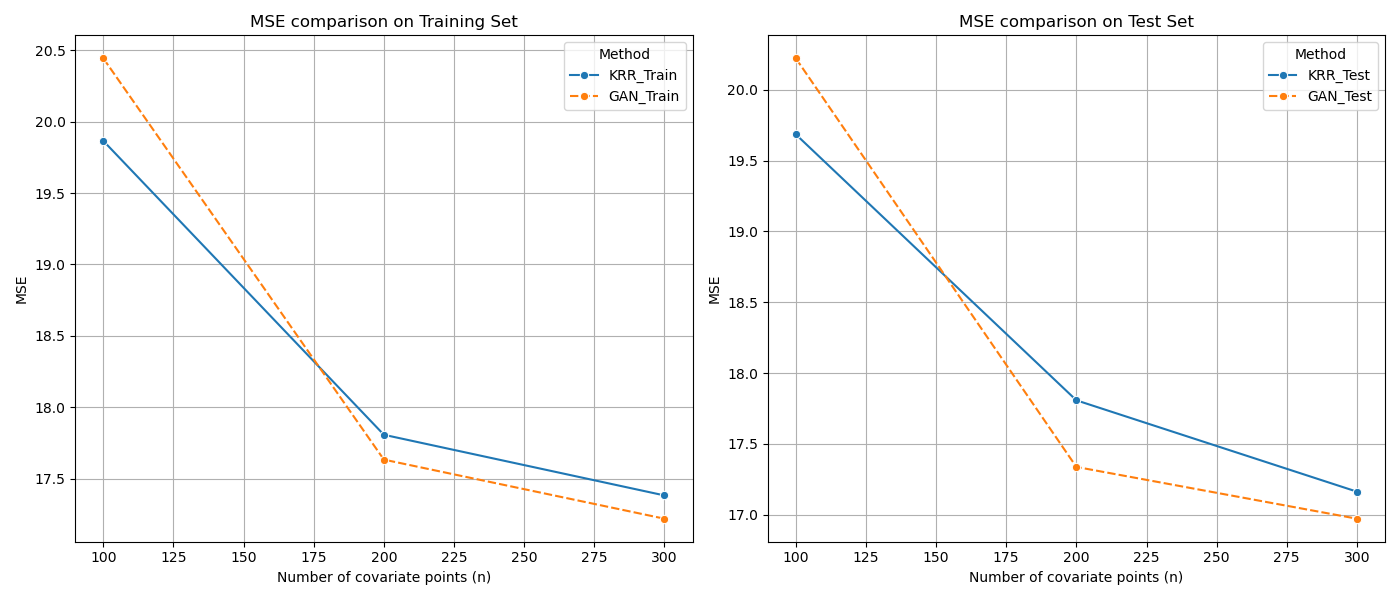 MSE comparison on Training Set
Method
KRR_Train
GAN_Train
20.5
20.0
19.5
19.0
18.5
18.0
17.5
MSE
100
125
150
175
200
225
250
275
300
Number of covariate points (n)
MSE comparison on Test Set
Method
KRR_Test
GAN_Test
20.0
19.5
19.0
18.5
18.0
17.5
17.0
MSE
100
125
150
175
200
225
250
275
300
Number of covariate points (n)